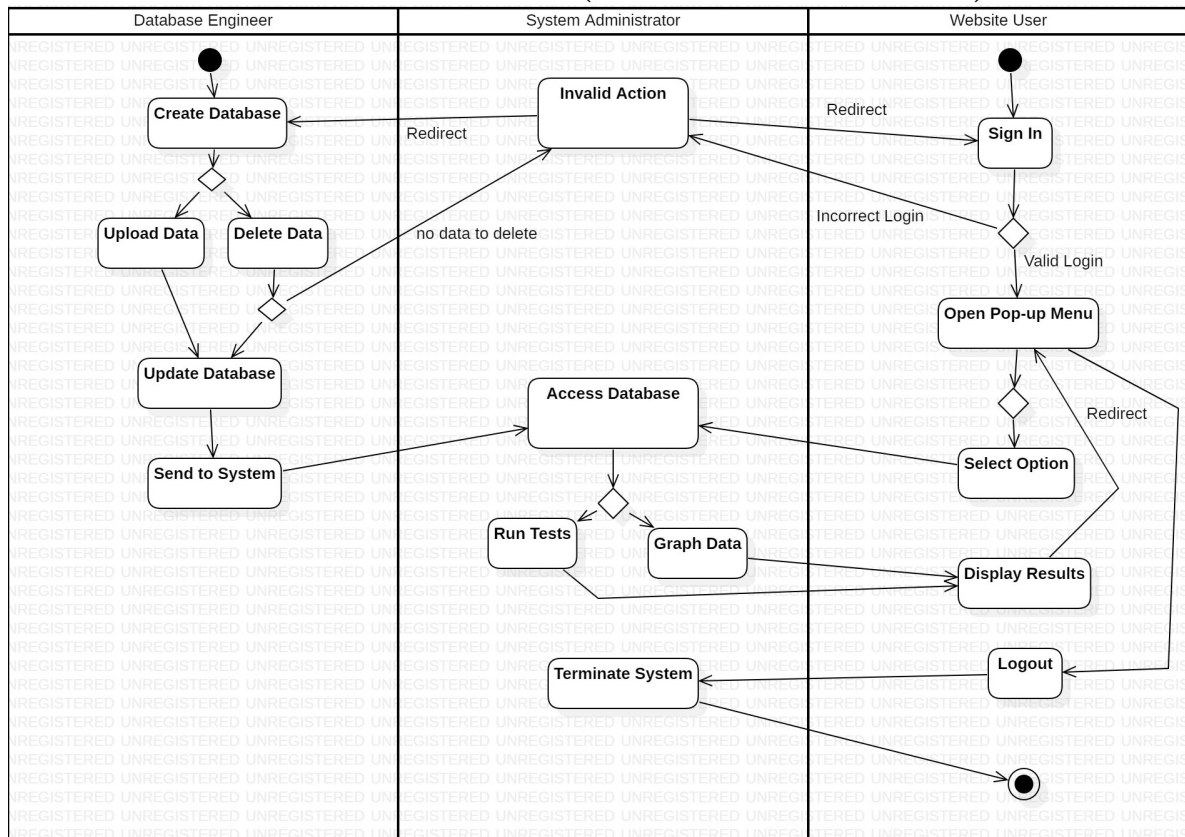 Database Engineer
System Administrator
Website User
Create Database
Invalid Action
Redirect
Redirect
Sign In
Upload Data
Delete Data
no data to delete
Incorrect Login
Valid Login
Open Pop-up Menu
Update Database
Access Database
Redirect
Send to System
Select Option
Run Tests
Graph Data
Display Results
Terminate System
Logout
UNREGISTERED